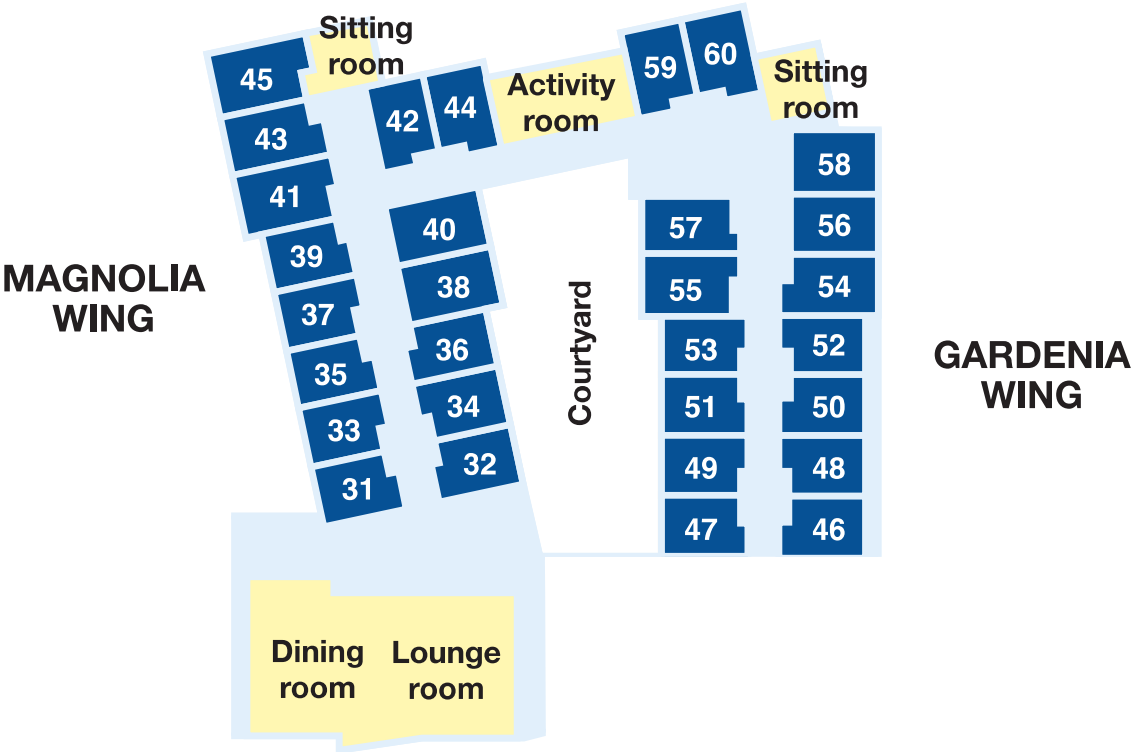 Sitting
room
45
43
41
39
37
35
33
31
42
44
40
38
36
34
32
MAGNOLIA
WING
Activity
room
59
60
Sitting
room
58
56
54
52
50
48
46
57
55
53
51
49
47
Courtyard
GARDENIA
WING
Dining
room
Lounge
room